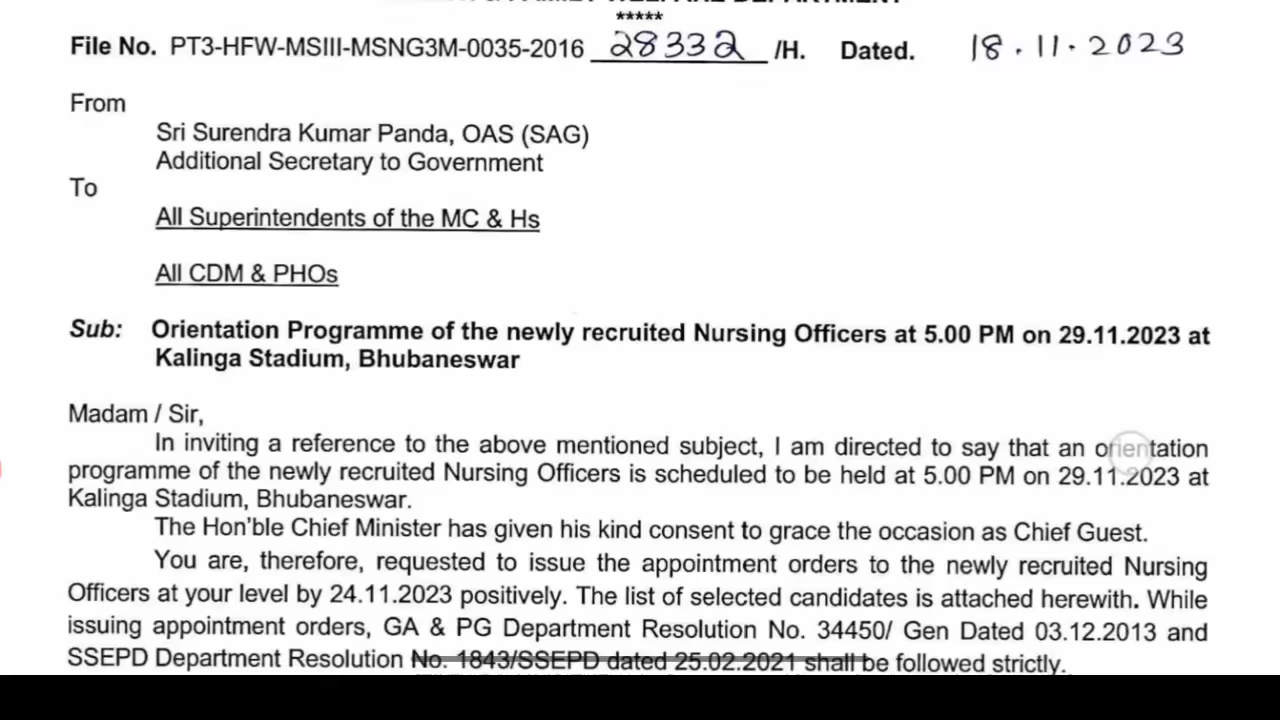 & FAMILY WELFARE DEPARTMENT
*****
File No. PT3-HFW-MSIII-MSNG3M-0035-2016 28332 /H. Dated. 18.11.2023
From
Sri Surendra Kumar Panda, OAS (SAG)
Additional Secretary to Government
To
All Superintendents of the MC & Hs
All CDM & PHOs
Sub: Orientation Programme of the newly recruited Nursing Officers at 5.00 PM on 29.11.2023 at
Kalinga Stadium, Bhubaneswar
Madam / Sir,
In inviting a reference to the above mentioned subject, I am directed to say that an orientation
programme of the newly recruited Nursing Officers is scheduled to be held at 5.00 PM on 29.11.2023 at
Kalinga Stadium, Bhubaneswar.
The Hon'ble Chief Minister has given his kind consent to grace the occasion as Chief Guest.
You are, therefore, requested to issue the appointment orders to the newly recruited Nursing
Officers at your level by 24.11.2023 positively. The list of selected candidates is attached herewith. While
issuing appointment orders, GA & PG Department Resolution No. 34450/ Gen Dated 03.12.2013 and
SSEPD Department Resolution No. 1843/SSEPD dated 25.02.2021 shall be followed strictly.